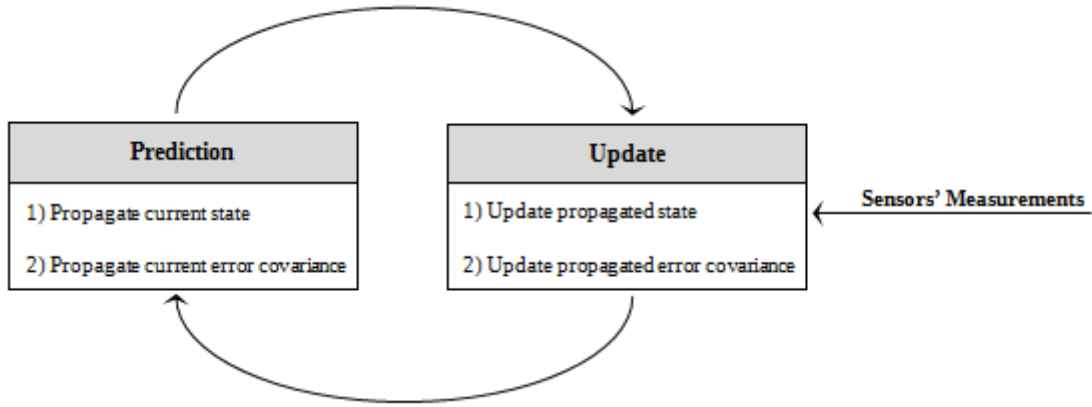 Prediction
1) Propagate current state
2) Propagate current error covariance
Update
1) Update propagated state
2) Update propagated error covariance
Sensors’ Measurements